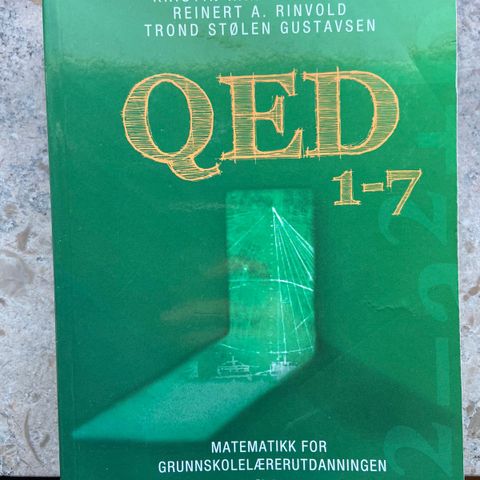 REINERT A. RINVOLD
TROND STØLEN GUSTAVSEN
QED
1-7
MATEMATIKK FOR
GRUNNSKOLELÆRERUTDANNINGEN